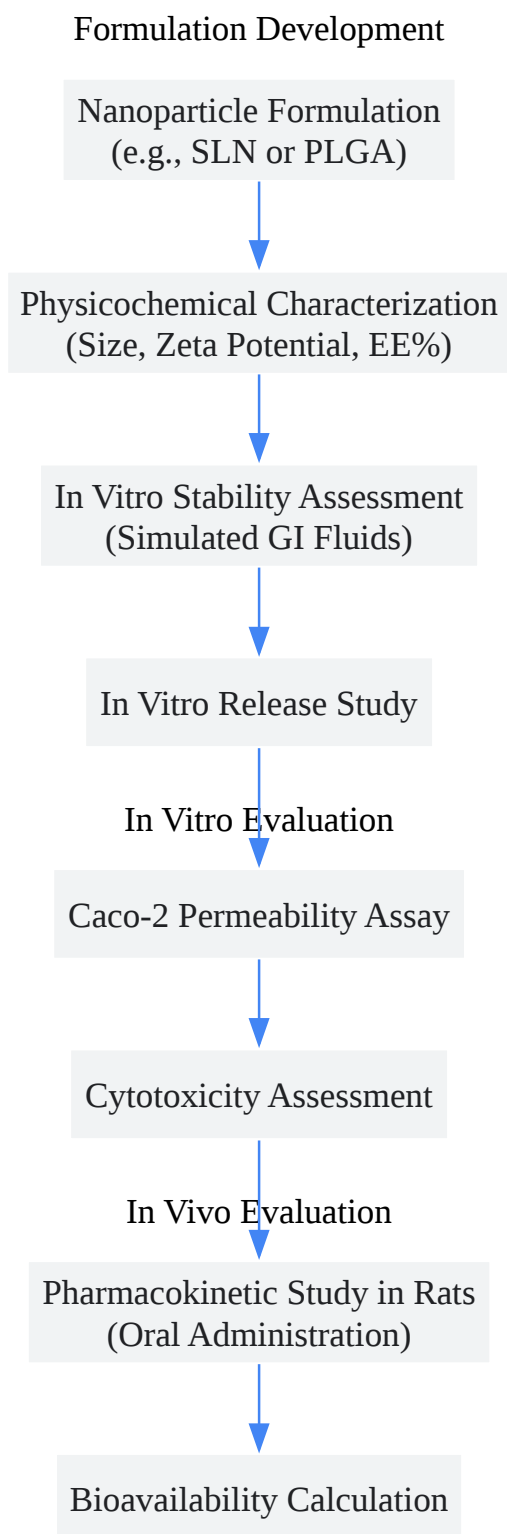 Formulation Development
Nanoparticle Formulation
(e.g., SLN or PLGA)
Physicochemical Characterization
(Size, Zeta Potential, EE%)
In Vitro Stability Assessment
(Simulated GI Fluids)
In Vitro Release Study
In Vitro Evaluation
Caco-2 Permeability Assay
Cytotoxicity Assessment
In Vivo Evaluation
Pharmacokinetic Study in Rats
(Oral Administration)
Bioavailability Calculation